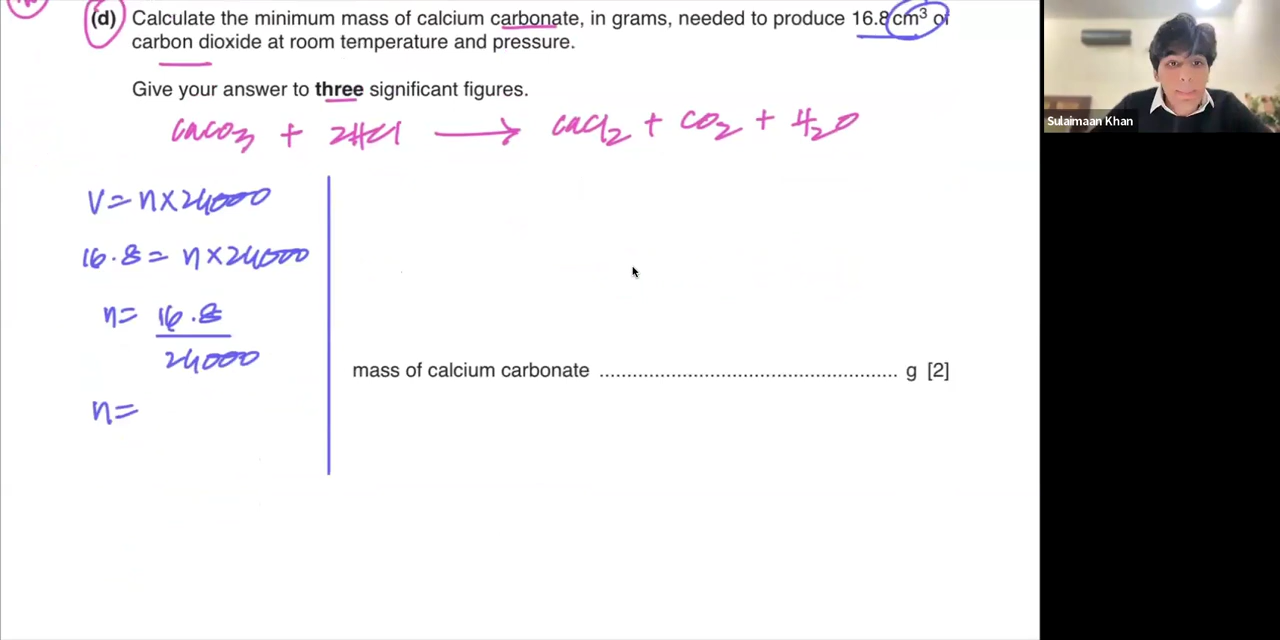 (d) Calculate the minimum mass of calcium carbonate, in grams, needed to produce 16.8 cm³ of
carbon dioxide at room temperature and pressure.
Give your answer to three significant figures.
CaCO₃ + 2HCl ⟶ CaCl₂ + CO₂ + H₂O
V = n × 24000
16.8 = n × 24000
n = 16.8
24000
n =
mass of calcium carbonate .................................................... g [2]
Sulaimaan Khan